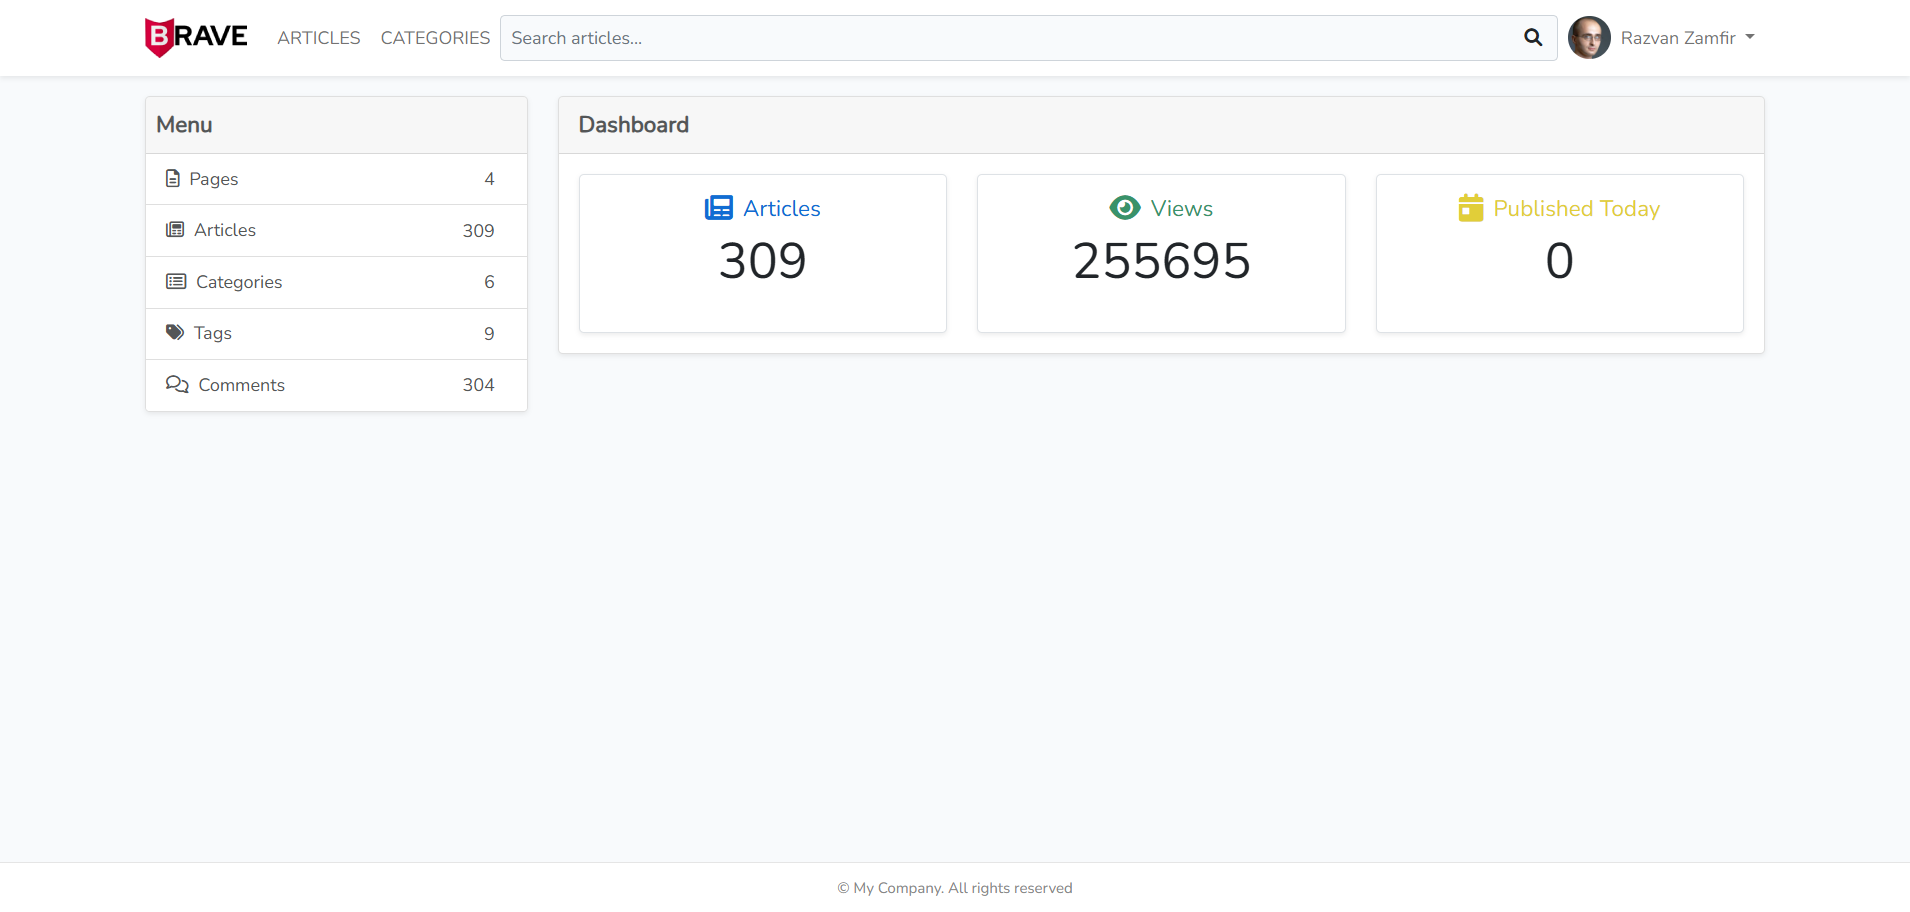 BRAVE ARTICLES CATEGORIES Search articles... Razvan Zamfir
Menu
Pages 4
Articles 309
Categories 6
Tags 9
Comments 304
Dashboard
Articles
309
Views
255695
Published Today
0
© My Company. All rights reserved